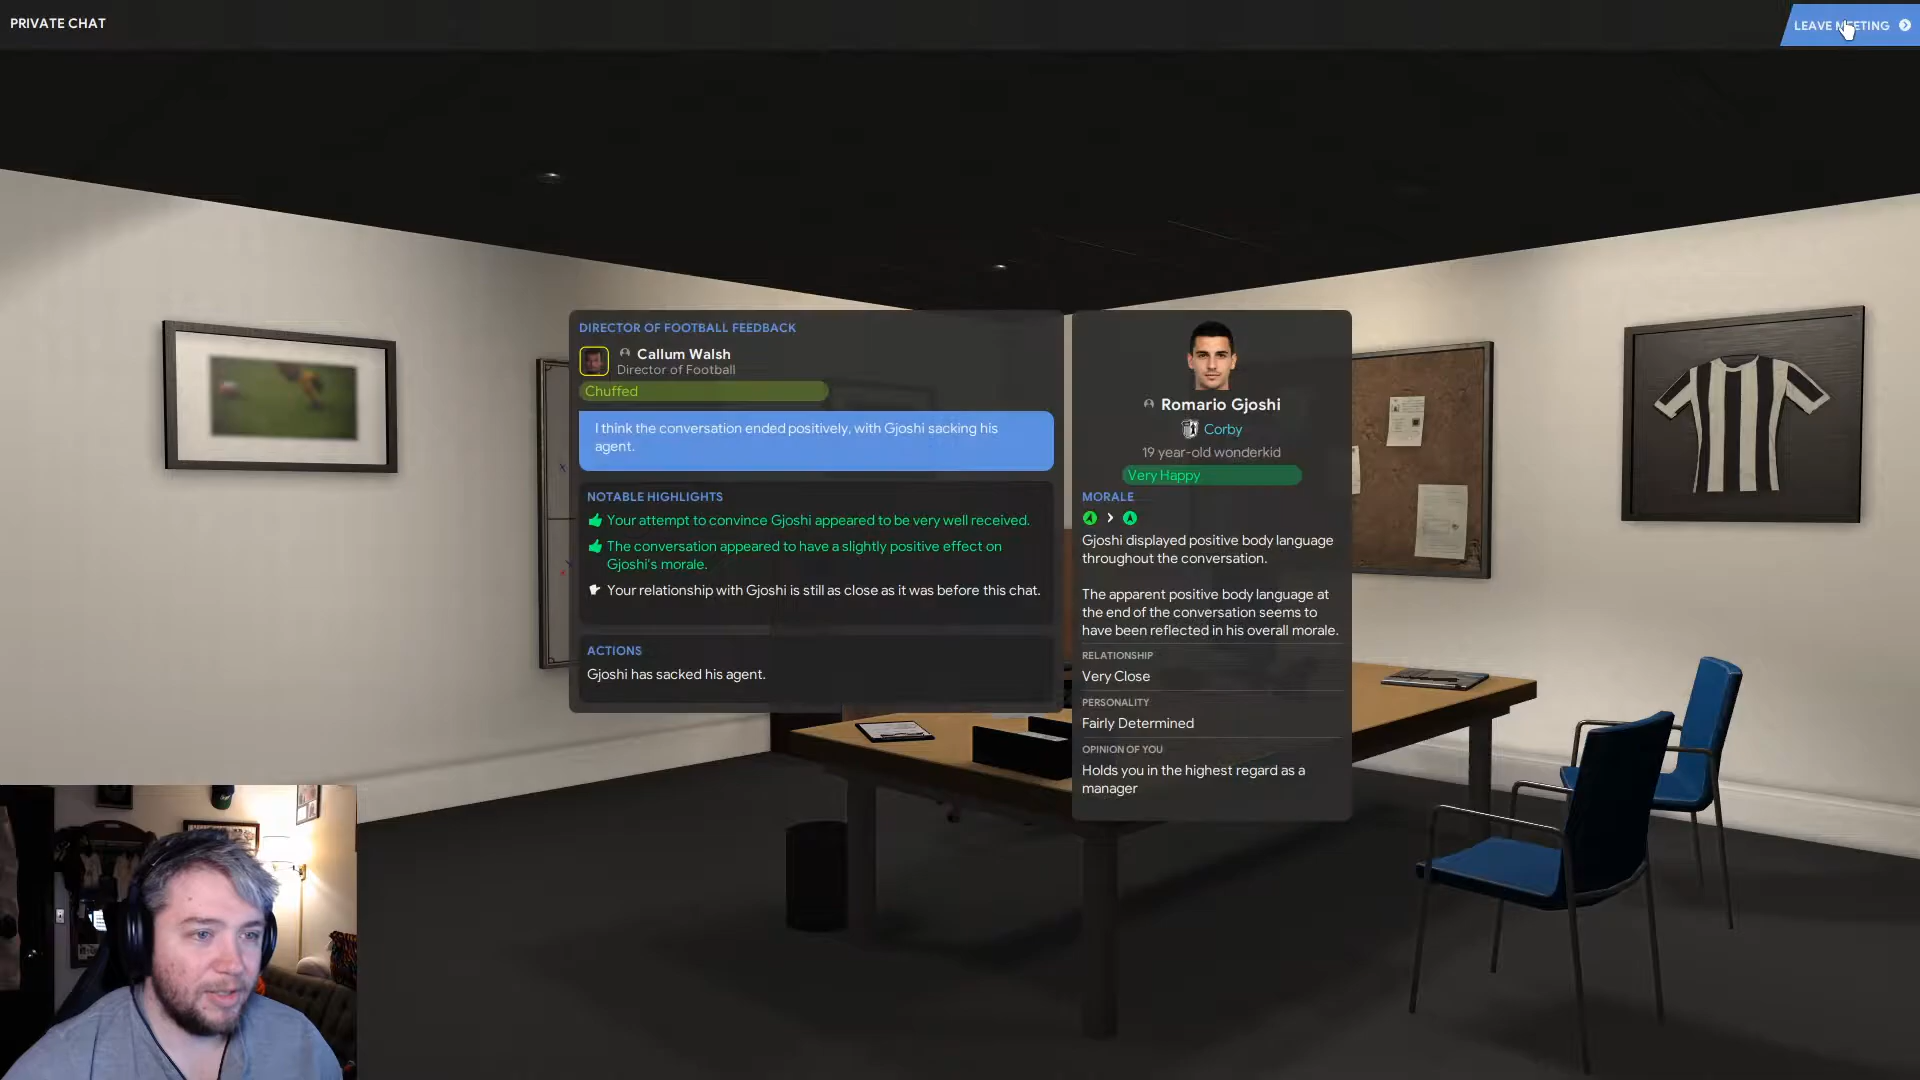 PRIVATE CHAT
LEAVE MEETING
DIRECTOR OF FOOTBALL FEEDBACK
Callum Walsh
Director of Football
Chuffed
I think the conversation ended positively, with Gjoshi sacking his
agent.
NOTABLE HIGHLIGHTS
Your attempt to convince Gjoshi appeared to be very well received.
The conversation appeared to have a slightly positive effect on
Gjoshi's morale.
Your relationship with Gjoshi is still as close as it was before this chat.
ACTIONS
Gjoshi has sacked his agent.
Romario Gjoshi
Corby
19 year-old wonderkid
Very Happy
MORALE
Gjoshi displayed positive body language
throughout the conversation.
The apparent positive body language at
the end of the conversation seems to
have been reflected in his overall morale.
RELATIONSHIP
Very Close
PERSONALITY
Fairly Determined
OPINION OF YOU
Holds you in the highest regard as a
manager